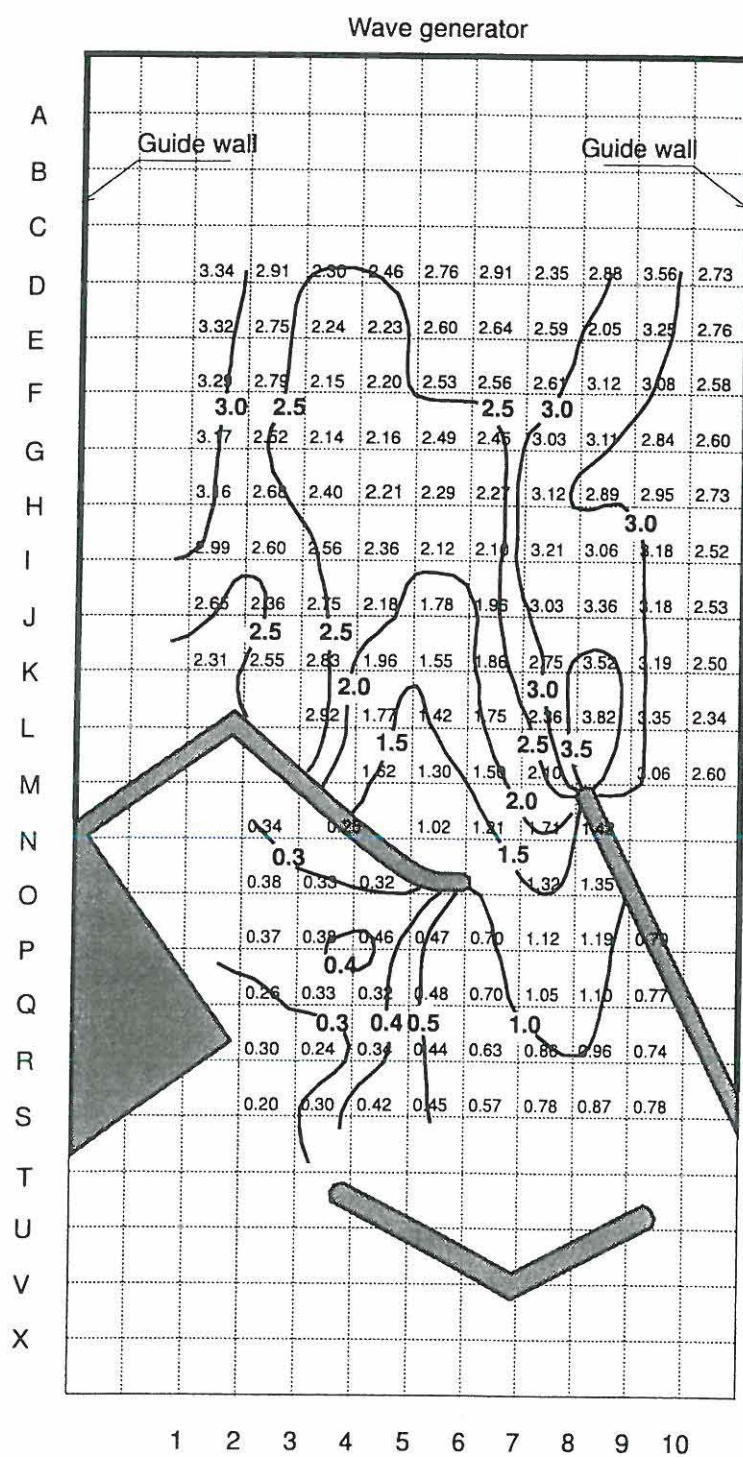 Wave generator
A
Guide wall Guide wall
B
C
D 3.34 2.91 2.30 2.46 2.76 2.91 2.35 2.88 3.56 2.73
E 3.32 2.75 2.24 2.23 2.60 2.64 2.59 2.05 3.25 2.76
F 3.29 2.79 2.15 2.20 2.53 2.56 2.61 3.12 3.08 2.58
3.0 2.5 2.5 3.0
G 3.17 2.52 2.14 2.16 2.49 2.45 3.03 3.11 2.84 2.60
H 3.16 2.68 2.40 2.21 2.29 2.27 3.12 2.89 2.95 2.73
3.0
I 2.99 2.60 2.56 2.36 2.12 2.10 3.21 3.06 3.18 2.52
J 2.65 2.36 2.75 2.18 1.78 1.96 3.03 3.36 3.18 2.53
2.5 2.5
K 2.31 2.55 2.83 1.96 1.55 1.86 2.75 3.52 3.19 2.50
2.0 3.0
L 2.92 1.77 1.42 1.75 2.36 3.82 3.35 2.34
1.5 2.5 3.5
M 1.52 1.30 1.50 2.10 3.06 2.60
2.0
N 0.34 1.02 1.21 1.71
0.3 1.5
O 0.38 0.33 0.32 1.32 1.35
P 0.37 0.38 0.46 0.47 0.70 1.12 1.19
0.4
Q 0.26 0.33 0.32 0.48 0.70 1.05 1.10 0.77
0.3 0.4 0.5 1.0
R 0.30 0.24 0.34 0.44 0.63 0.86 0.96 0.74
S 0.20 0.30 0.42 0.45 0.57 0.78 0.87 0.78
T
U
V
X
1 2 3 4 5 6 7 8 9 10